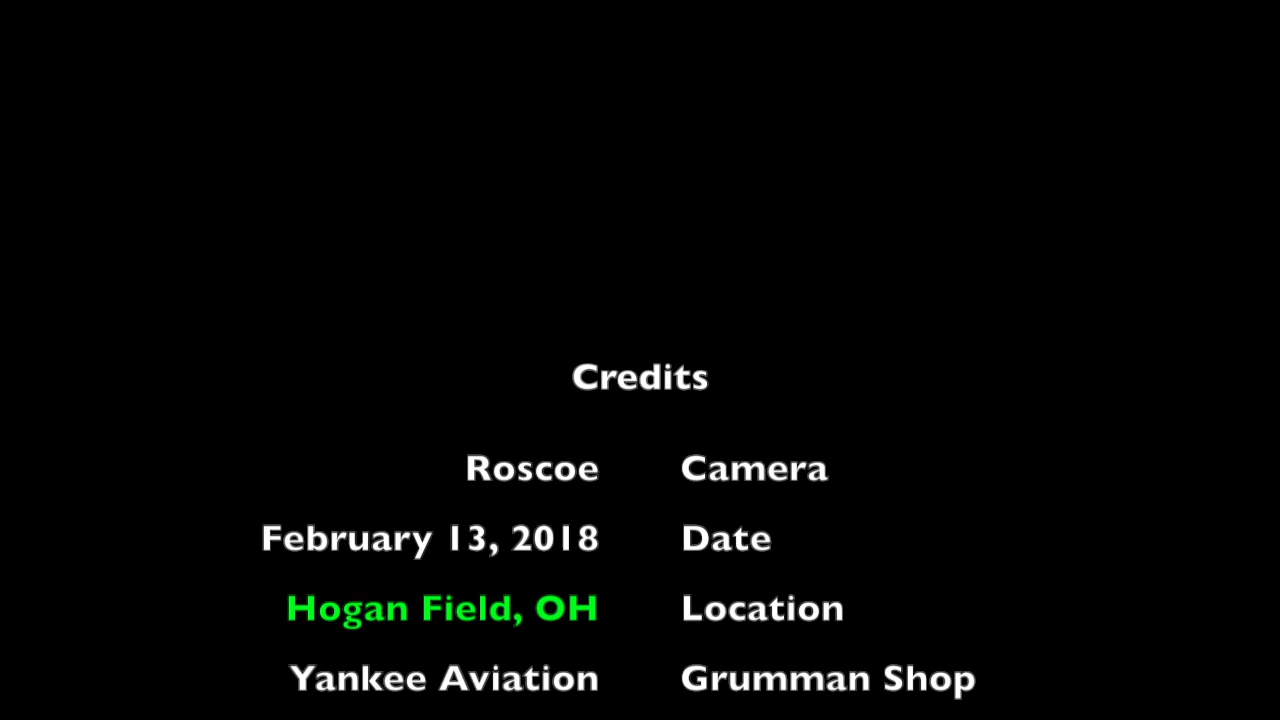 Credits
Roscoe Camera
February 13, 2018 Date
Hogan Field, OH Location
Yankee Aviation Grumman Shop